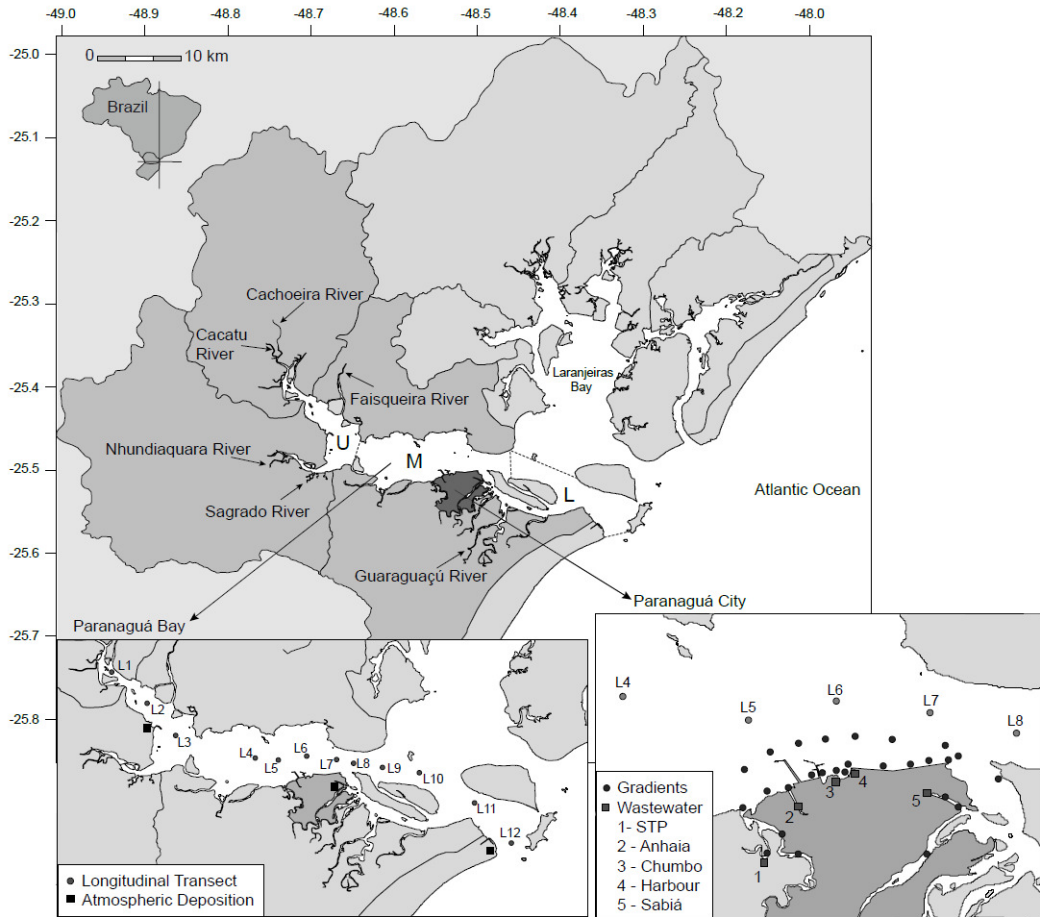 -49.0 -48.9 -48.8 -48.7 -48.6 -48.5 -48.4 -48.3 -48.2 -48.1 -48.0
-25.0
0 10 km
Brazil
-25.1
-25.2
-25.3
Cachoeira River
Cacatu
River
Laranjeiras
Bay
-25.4
Faisqueira River
U
Nhundiaquara River
M
-25.5
L
Atlantic Ocean
Sagrado River
Guaraguaçú River
-25.6
Paranaguá City
Paranaguá Bay
-25.7
-25.8
L1
L2
L3
L4
L5
L6
L7
L8
L9
L10
L11
L12
Longitudinal Transect
Atmospheric Deposition
L4
L5
L6
L7
L8
Gradients
Wastewater
1- STP
2 - Anhaia
3 - Chumbo
4 - Harbour
5 - Sabiá
1
2
3
4
5